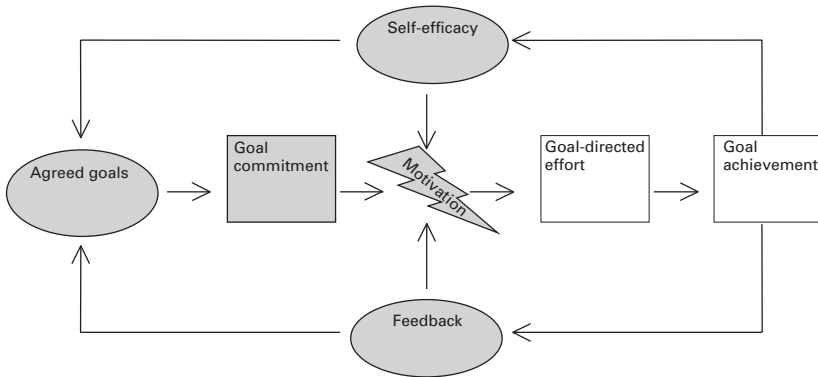 Self-efficacy
Agreed goals
Goal
commitment
Motivation
Goal-directed
effort
Goal
achievement
Feedback